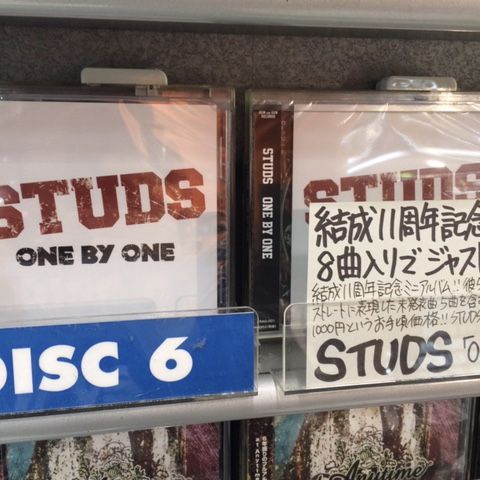 STUDS
ONE BY ONE
DISC 6
STUDS ONE BY ONE
STUDS
結成11周年記念
8曲入りでジャスト
結成11周年記念ミニアルバム!!
ストレートに表現した未発表曲5曲を含
1000円というお手頃価格!! STUDS
STUDS「O
Anytime